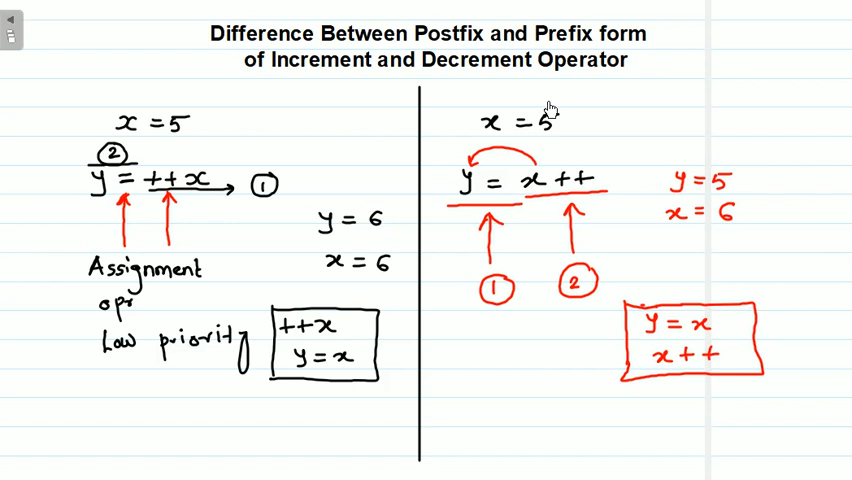 Difference Between Postfix and Prefix form
of Increment and Decrement Operator
x = 5
2
y = ++x
1
y = 6
x = 6
Assignment
opr
Low priority
++x
y = x
x = 5
y = x++
y = 5
x = 6
1
2
y = x
x++